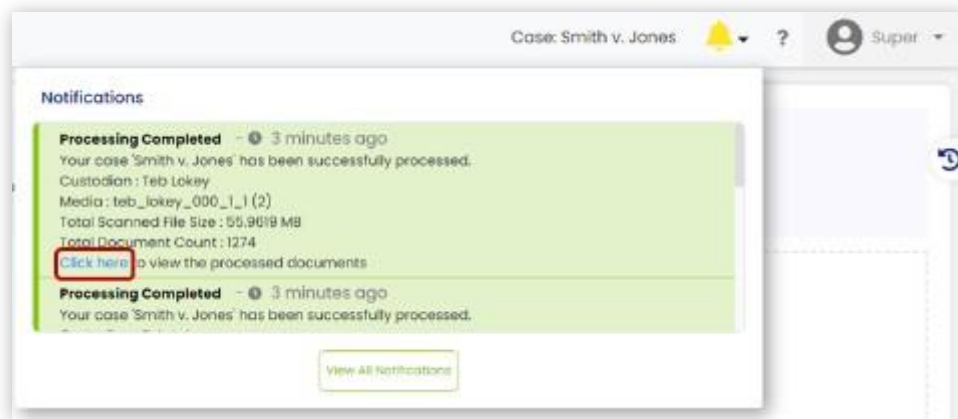 Case: Smith v. Jones ? Super
Notifications
Processing Completed - 3 minutes ago
Your case 'Smith v. Jones' has been successfully processed.
Custodian : Teb Lokey
Media : teb_lokey_000_1_1 (2)
Total Scanned File Size : 55.9619 MB
Total Document Count : 1274
Click here to view the processed documents
Processing Completed - 3 minutes ago
Your case 'Smith v. Jones' has been successfully processed.
View All Notifications